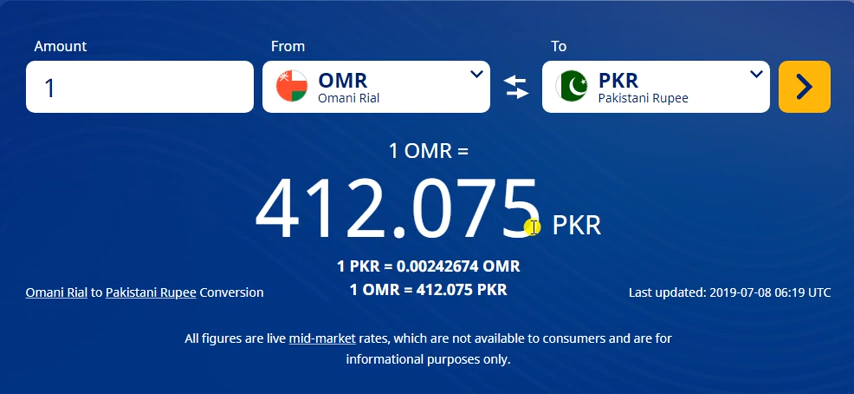 Amount From To
1 OMR PKR
Omani Rial Pakistani Rupee
1 OMR =
412.075 PKR
1 PKR = 0.00242674 OMR
Omani Rial to Pakistani Rupee Conversion 1 OMR = 412.075 PKR Last updated: 2019-07-08 06:19 UTC
All figures are live mid-market rates, which are not available to consumers and are for
informational purposes only.